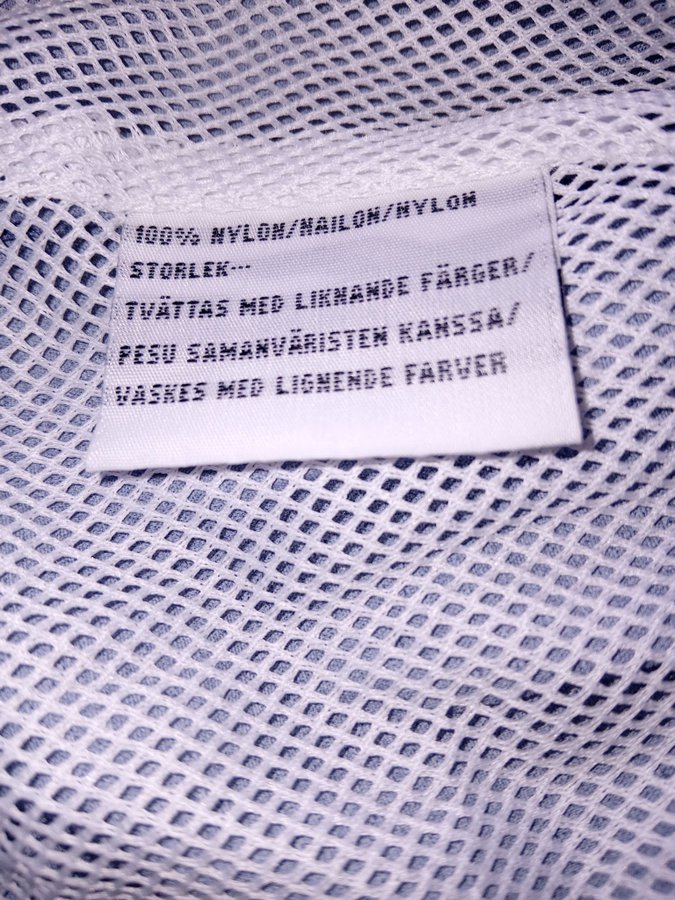 100% NYLON/NAILON/NYLON
STORLEK...
TVÄTTAS MED LIKNANDE FÄRGER/
PESU SAMANVÄRISTEN KANSSA/
VASKES MED LIGNENDE FARVER